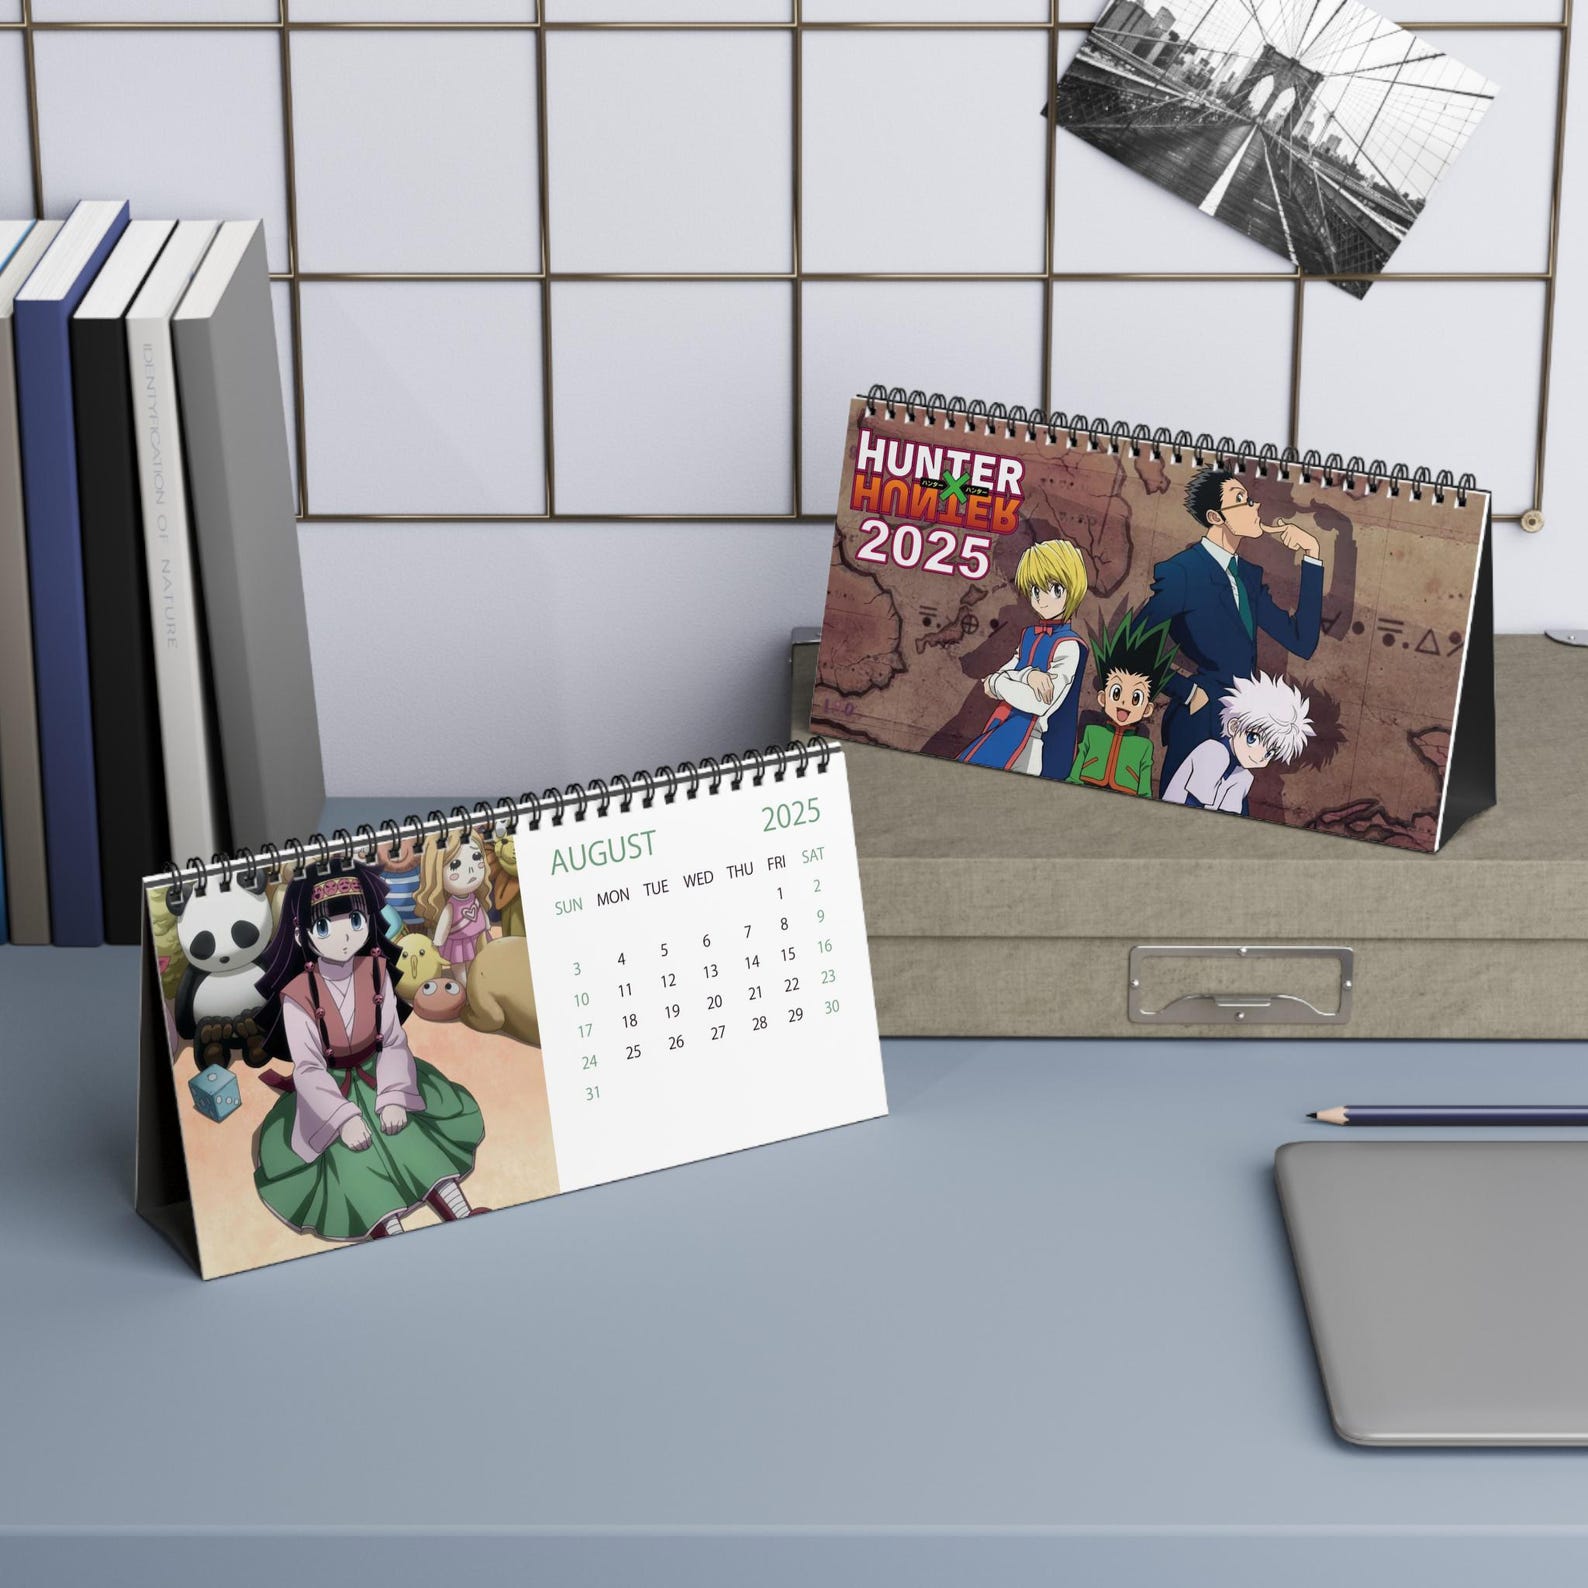 IDENTYFICATION OF NATURE
HUNTER
ハンター×ハンター
HUNTER
2025
AUGUST 2025
SUN MON TUE WED THU FRI SAT
1 2
3 4 5 6 7 8 9
10 11 12 13 14 15 16
17 18 19 20 21 22 23
24 25 26 27 28 29 30
31